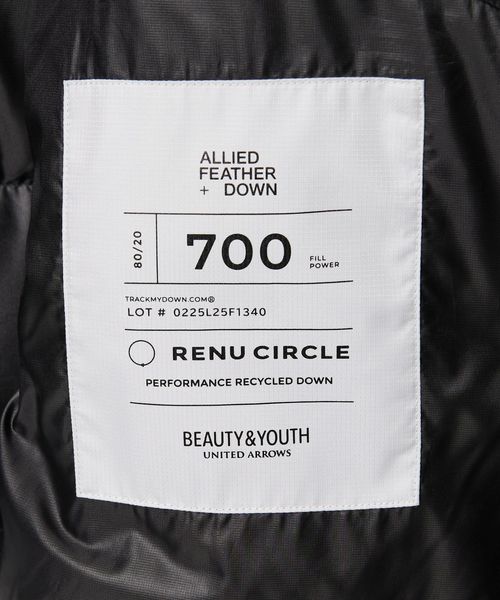 ALLIED
FEATHER
+ DOWN
80/20
700
FILL
POWER
TRACKMYDOWN.COM®
LOT # 0225L25F1340
RENU CIRCLE
PERFORMANCE RECYCLED DOWN
BEAUTY&YOUTH
UNITED ARROWS